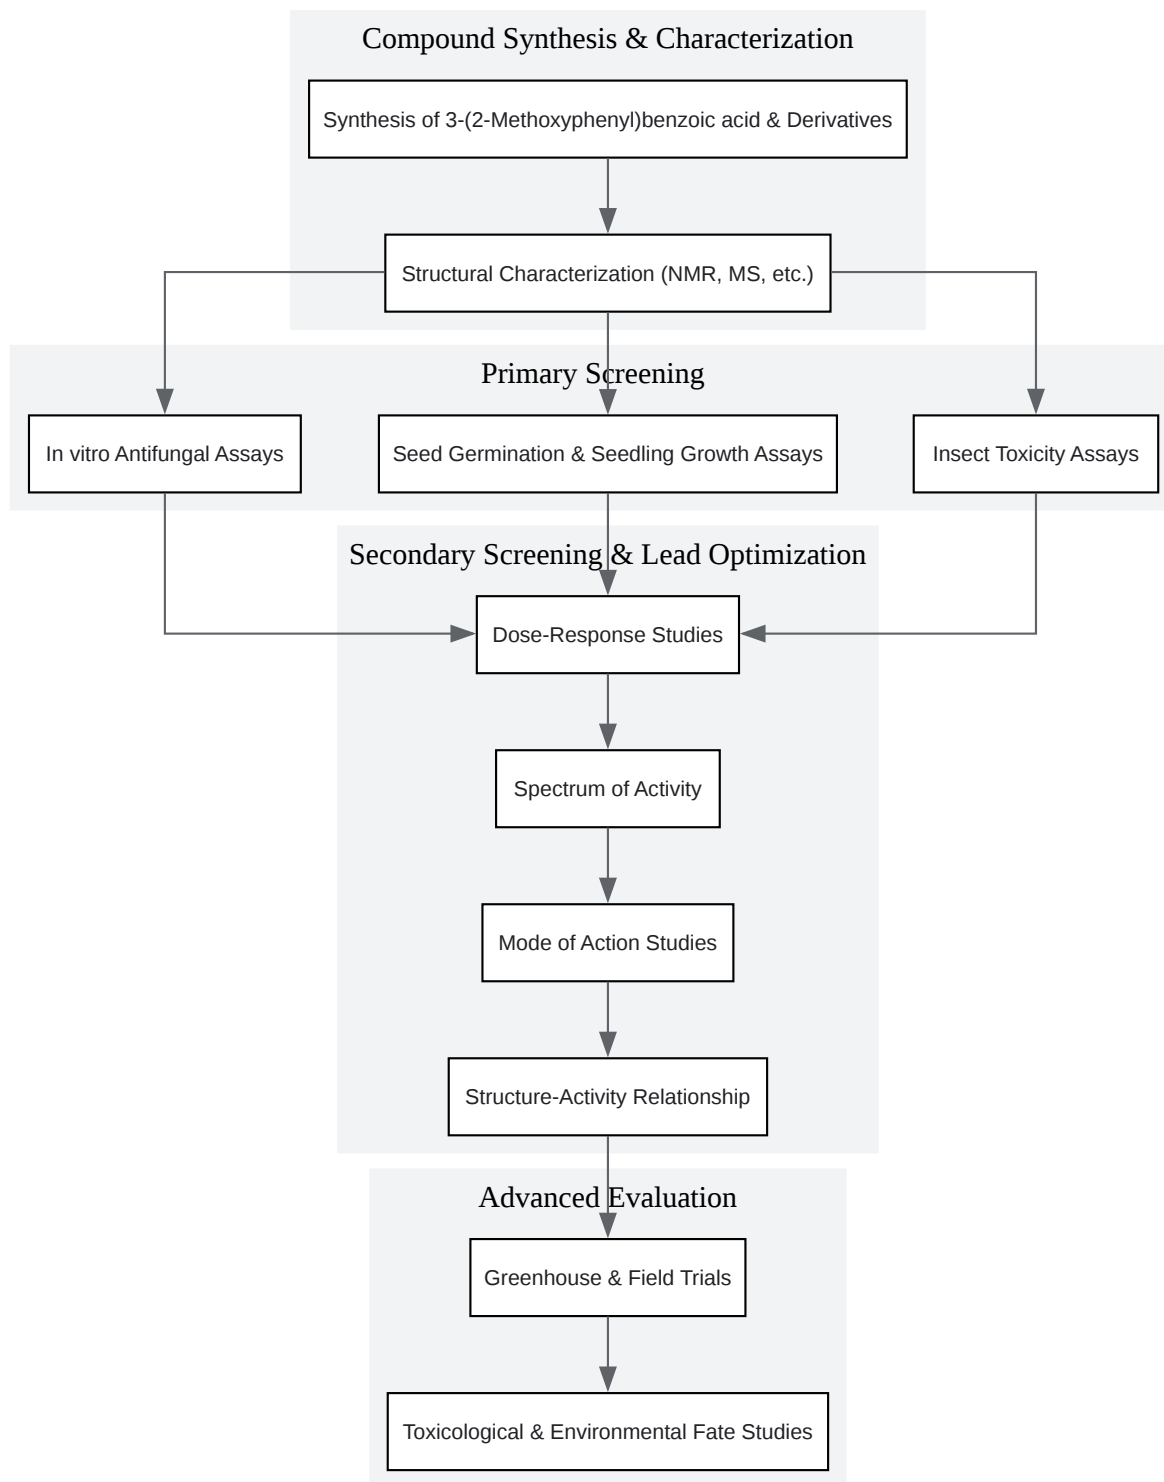 Compound Synthesis & Characterization
Synthesis of 3-(2-Methoxyphenyl)benzoic acid & Derivatives
Structural Characterization (NMR, MS, etc.)
Primary Screening
In vitro Antifungal Assays
Seed Germination & Seedling Growth Assays
Insect Toxicity Assays
Secondary Screening & Lead Optimization
Dose-Response Studies
Spectrum of Activity
Mode of Action Studies
Structure-Activity Relationship
Advanced Evaluation
Greenhouse & Field Trials
Toxicological & Environmental Fate Studies